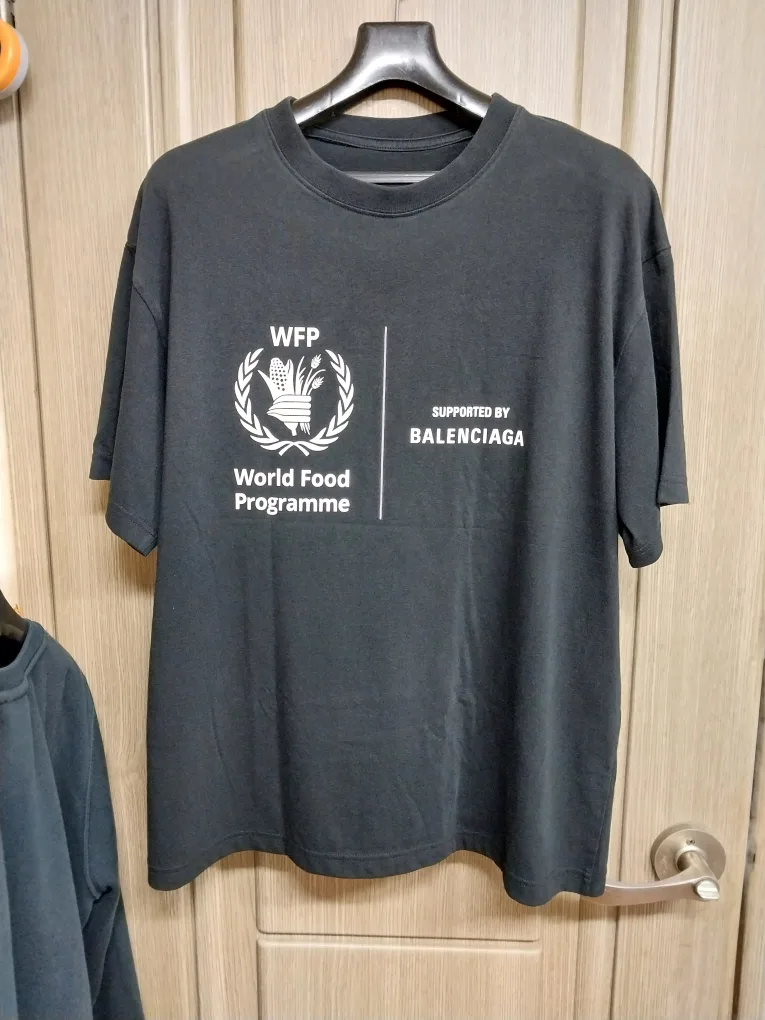 WFP
World Food
Programme
SUPPORTED BY
BALENCIAGA